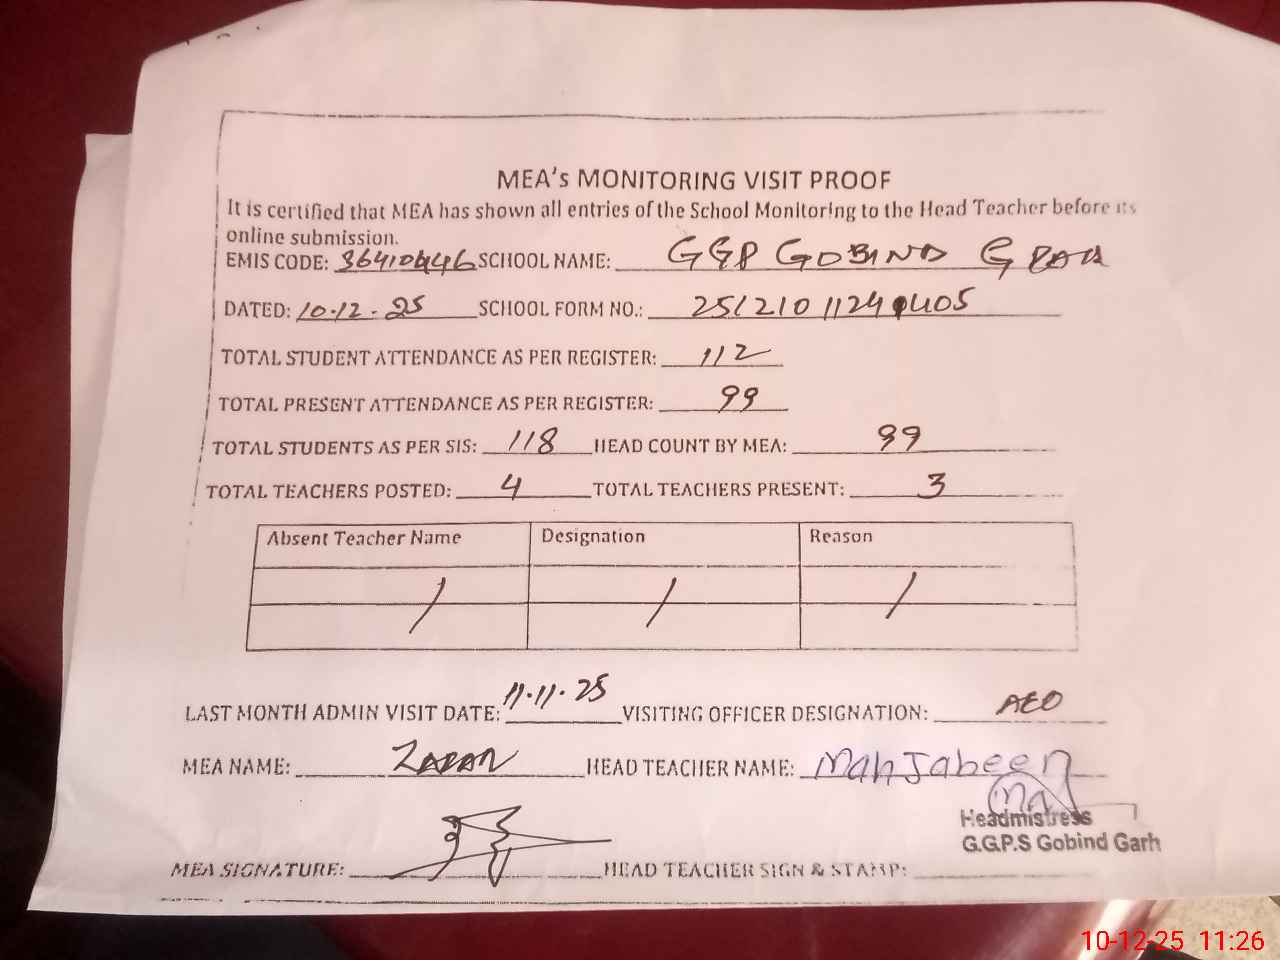 MEA's MONITORING VISIT PROOF
It is certified that MEA has shown all entries of the School Monitoring to the Head Teacher before its
online submission.
EMIS CODE: 36410446 SCHOOL NAME: GGP GOBIND
DATED: 10.12.25 SCHOOL FORM NO.:
TOTAL STUDENT ATTENDANCE AS PER REGISTER: 112
TOTAL PRESENT ATTENDANCE AS PER REGISTER: 99
TOTAL STUDENTS AS PER SIS: 118 HEAD COUNT BY MEA: 99
TOTAL TEACHERS POSTED: 4 TOTAL TEACHERS PRESENT: 3
Absent Teacher Name Designation Reason
/ / /
LAST MONTH ADMIN VISIT DATE: 11.11.25 VISITING OFFICER DESIGNATION: AEO
MEA NAME: HEAD TEACHER NAME: Mah Jabeen
Headmistress
G.G.P.S Gobind Garh
MEA SIGNATURE: HEAD TEACHER SIGN & STAMP:
10-12-25 11:26